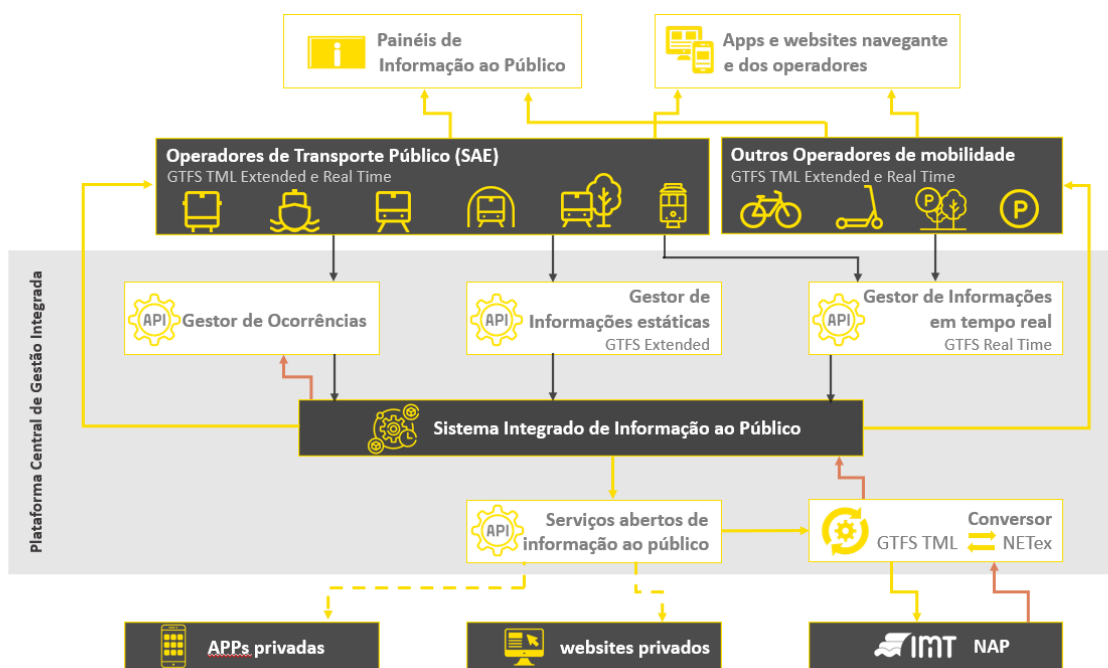 Painéis de
Informação ao Público
Apps e websites navegante
e dos operadores
Operadores de Transporte Público (SAE)
GTFS TML Extended e Real Time
Outros Operadores de mobilidade
GTFS TML Extended e Real Time
P
P
Plataforma Central de Gestão Integrada
API
Gestor de Ocorrências
API
Gestor de
Informações estáticas
GTFS Extended
API
Gestor de Informações
em tempo real
GTFS Real Time
Sistema Integrado de Informação ao Público
API
Serviços abertos de
informação ao público
Conversor
GTFS TML NETex
APPs privadas
websites privados
IMT NAP